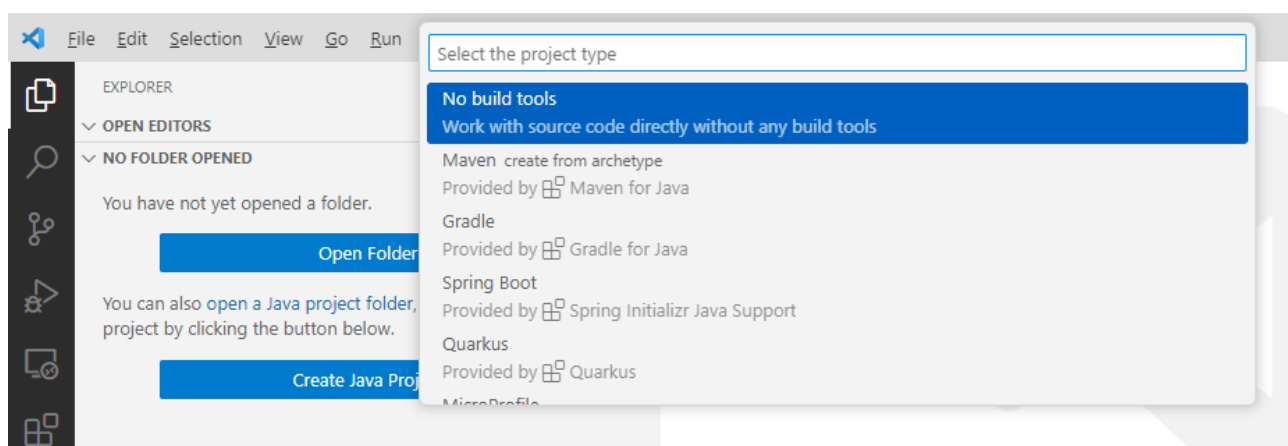 File Edit Selection View Go Run
Select the project type
EXPLORER
OPEN EDITORS
NO FOLDER OPENED
You have not yet opened a folder.
Open Folder
You can also open a Java project folder,
project by clicking the button below.
Create Java Proj
No build tools
Work with source code directly without any build tools
Maven create from archetype
Provided by Maven for Java
Gradle
Provided by Gradle for Java
Spring Boot
Provided by Spring Initializr Java Support
Quarkus
Provided by Quarkus
MicroProfile